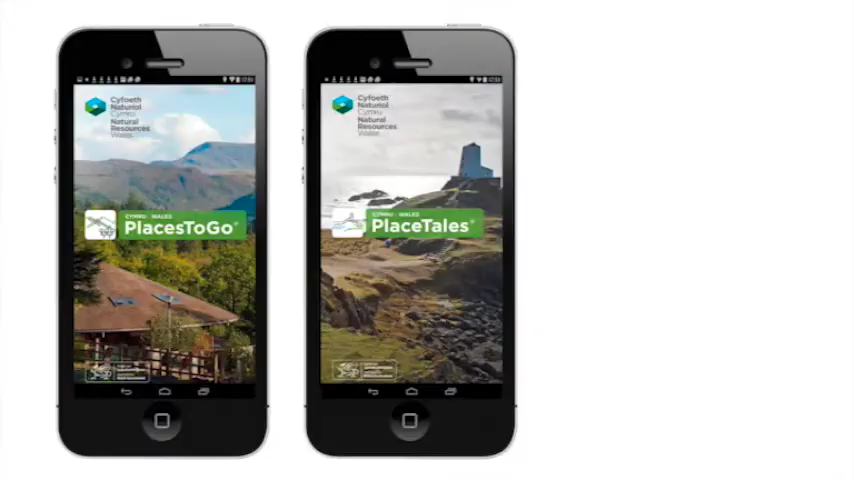 Cyfoeth
Naturiol
Cymru
Natural
Resources
Wales
CYMRU · WALES
PlacesToGo
Cyfoeth
Naturiol
Cymru
Natural
Resources
Wales
CYMRU · WALES
PlaceTales